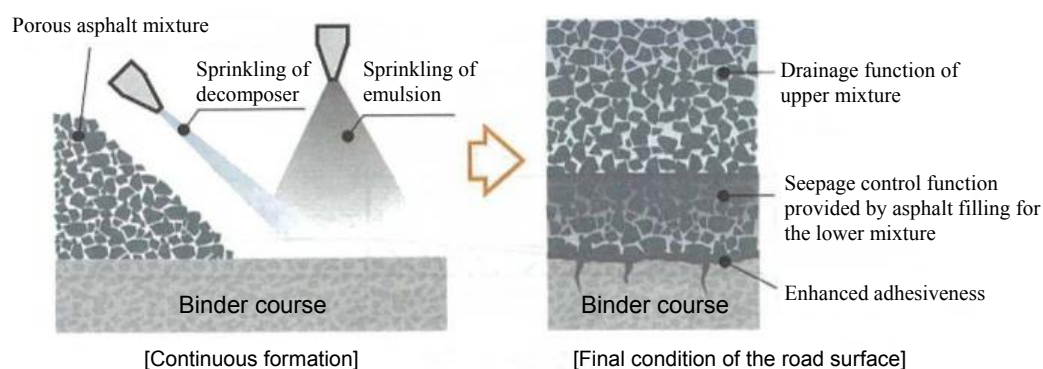 Porous asphalt mixture
Sprinkling of
decomposer
Sprinkling of
emulsion
Binder course
[Continuous formation]
Drainage function of
upper mixture
Seepage control function
provided by asphalt filling for
the lower mixture
Enhanced adhesiveness
Binder course
[Final condition of the road surface]